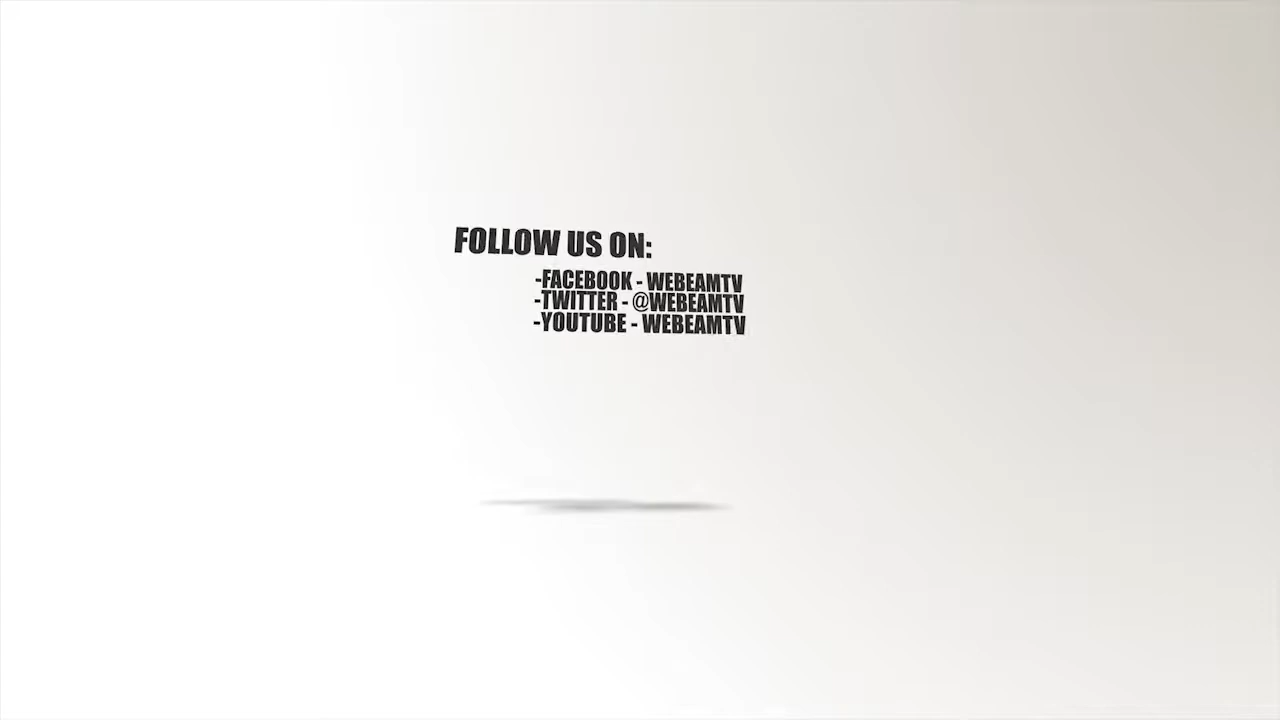 FOLLOW US ON:
-FACEBOOK - WEBEAMTV
-TWITTER - @WEBEAMTV
-YOUTUBE - WEBEAMTV